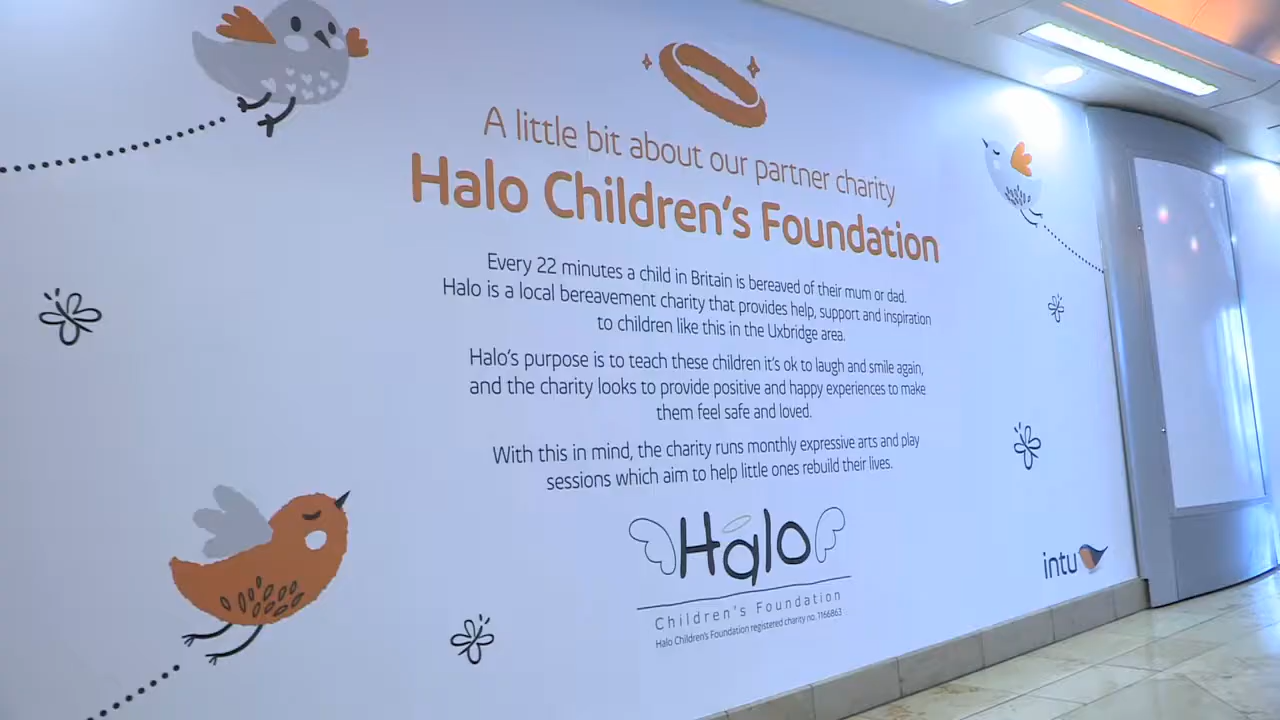 A little bit about our partner charity
Halo Children's Foundation
Every 22 minutes a child in Britain is bereaved of their mum or dad.
Halo is a local bereavement charity that provides help, support and inspiration
to children like this in the Uxbridge area.
Halo's purpose is to teach these children it's ok to laugh and smile again,
and the charity looks to provide positive and happy experiences to make
them feel safe and loved.
With this in mind, the charity runs monthly expressive arts and play
sessions which aim to help little ones rebuild their lives.
Halo
Children's Foundation
Halo Children's Foundation registered charity no. 1166863
intu